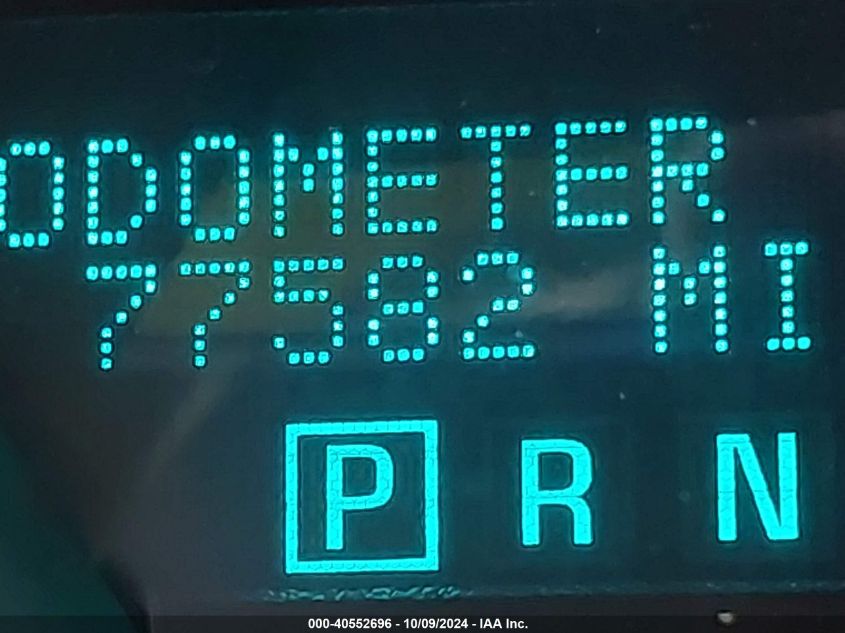 ODOMETER
77582 MI
P R N
000-40552696 - 10/09/2024 - IAA Inc.